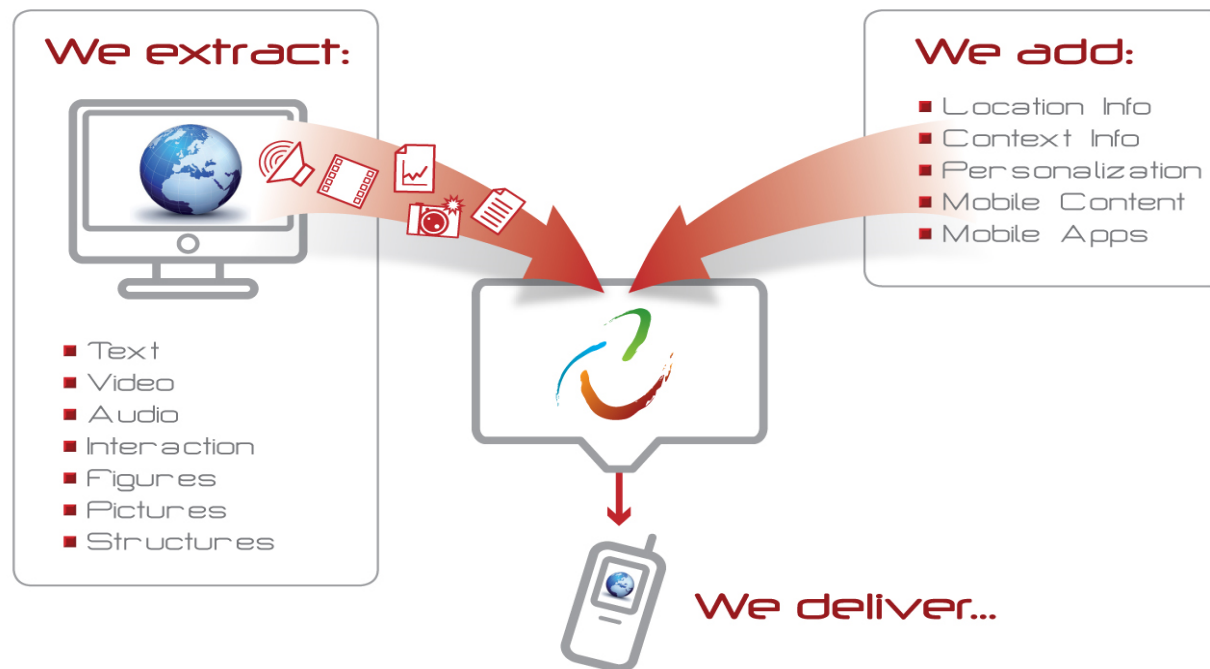 We extract:
Text
Video
Audio
Interaction
Figures
Pictures
Structures
We add:
Location Info
Context Info
Personalization
Mobile Content
Mobile Apps
We deliver...